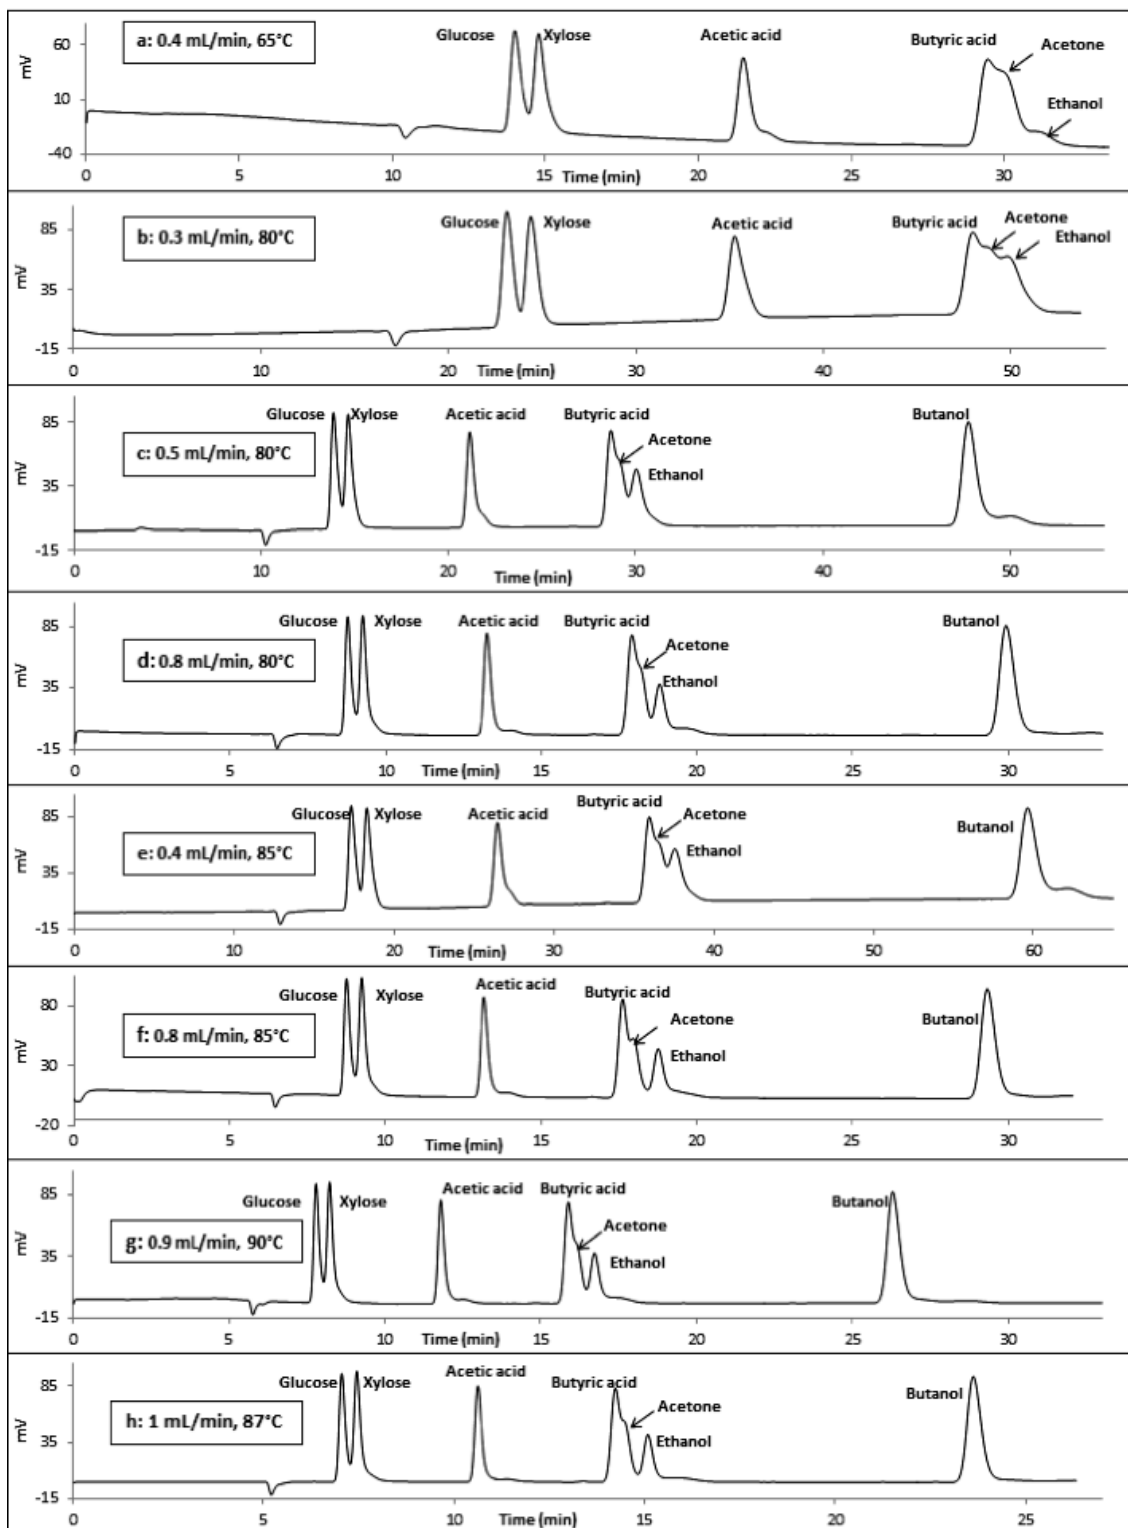 a: 0.4 mL/min, 65°C
Glucose Xylose Acetic acid Butyric acid Acetone Ethanol
mV
60
10
-40
0 5 10 15 20 25 30
Time (min)
b: 0.3 mL/min, 80°C
Glucose Xylose Acetic acid Butyric acid Acetone Ethanol
mV
85
35
-15
0 10 20 30 40 50
Time (min)
c: 0.5 mL/min, 80°C
Glucose Xylose Acetic acid Butyric acid Acetone Ethanol Butanol
mV
85
35
-15
0 10 20 30 40 50
Time (min)
d: 0.8 mL/min, 80°C
Glucose Xylose Acetic acid Butyric acid Acetone Ethanol Butanol
mV
85
35
-15
0 5 10 15 20 25 30
Time (min)
e: 0.4 mL/min, 85°C
Glucose Xylose Acetic acid Butyric acid Acetone Ethanol Butanol
mV
85
35
-15
0 10 20 30 40 50 60
Time (min)
f: 0.8 mL/min, 85°C
Glucose Xylose Acetic acid Butyric acid Acetone Ethanol Butanol
mV
80
30
-20
0 5 10 15 20 25 30
Time (min)
g: 0.9 mL/min, 90°C
Glucose Xylose Acetic acid Butyric acid Acetone Ethanol Butanol
mV
85
35
-15
0 5 10 15 20 25 30
Time (min)
h: 1 mL/min, 87°C
Glucose Xylose Acetic acid Butyric acid Acetone Ethanol Butanol
mV
85
35
-15
0 5 10 15 20 25
Time (min)